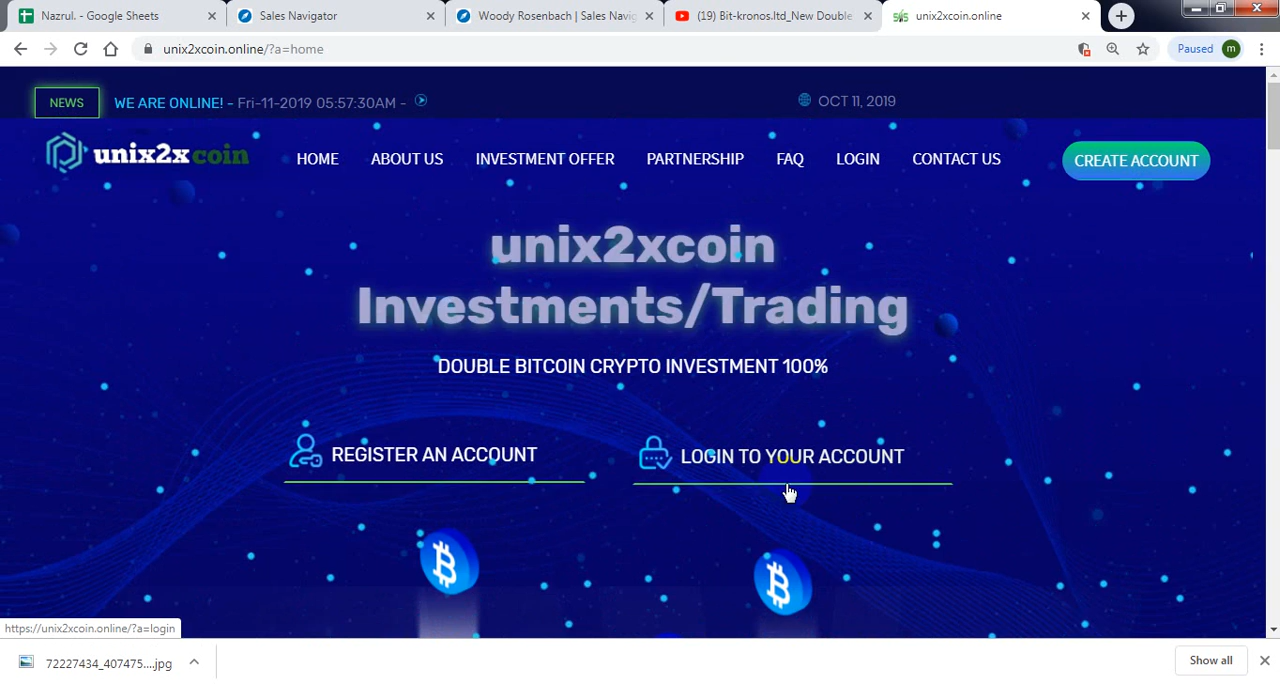 Nazrul. - Google Sheets
Sales Navigator
Woody Rosenbach | Sales Navig
(19) Bit-kronos.ltd_New Double
unix2xcoin.online
unix2xcoin.online/?a=home
Paused m
NEWS WE ARE ONLINE! - Fri-11-2019 05:57:30AM - OCT 11, 2019
unix2x coin
HOME ABOUT US INVESTMENT OFFER PARTNERSHIP FAQ LOGIN CONTACT US CREATE ACCOUNT
unix2xcoin
Investments/Trading
DOUBLE BITCOIN CRYPTO INVESTMENT 100%
REGISTER AN ACCOUNT LOGIN TO YOUR ACCOUNT
https://unix2xcoin.online/?a=login
72227434_407475....jpg Show all